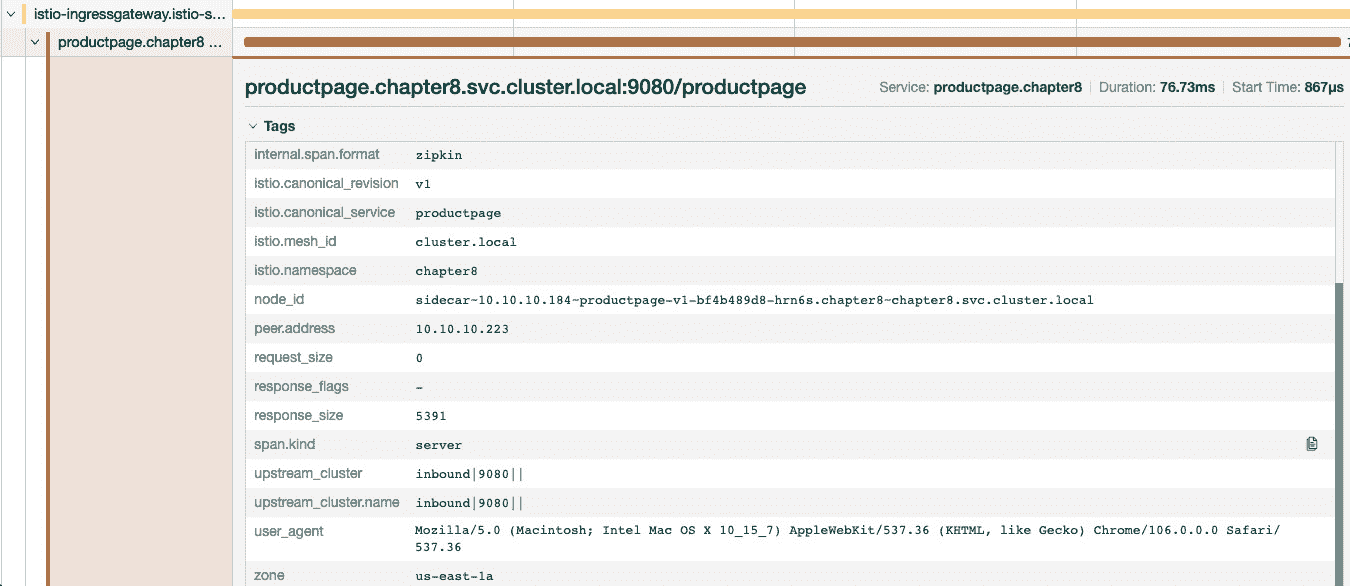 istio-ingressgateway.istio-s...
productpage.chapter8 ...
productpage.chapter8.svc.cluster.local:9080/productpage Service: productpage.chapter8 Duration: 76.73ms Start Time: 867μs
Tags
internal.span.format zipkin
istio.canonical_revision v1
istio.canonical_service productpage
istio.mesh_id cluster.local
istio.namespace chapter8
node_id sidecar~10.10.10.184~productpage-v1-bf4b489d8-hrn6s.chapter8~chapter8.svc.cluster.local
peer.address 10.10.10.223
request_size 0
response_flags -
response_size 5391
span.kind server
upstream_cluster inbound|9080||
upstream_cluster.name inbound|9080||
user_agent Mozilla/5.0 (Macintosh; Intel Mac OS X 10_15_7) AppleWebKit/537.36 (KHTML, like Gecko) Chrome/106.0.0.0 Safari/
537.36
zone us-east-1a